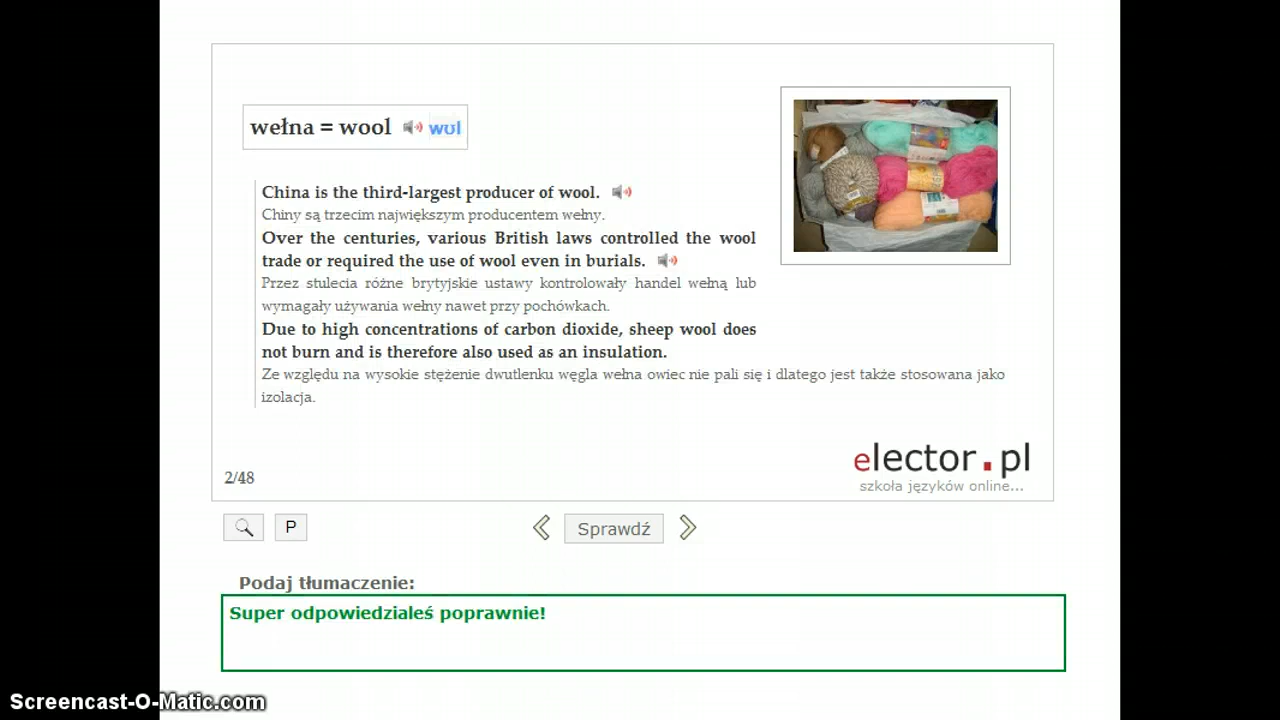 wełna = wool wʊl
China is the third-largest producer of wool.
Chiny są trzecim największym producentem wełny.
Over the centuries, various British laws controlled the wool
trade or required the use of wool even in burials.
Przez stulecia różne brytyjskie ustawy kontrolowały handel wełną lub
wymagały używania wełny nawet przy pochówkach.
Due to high concentrations of carbon dioxide, sheep wool does
not burn and is therefore also used as an insulation.
Ze względu na wysokie stężenie dwutlenku węgla wełna owiec nie pali się i dlatego jest także stosowana jako
izolacja.
elector.pl
szkoła języków online...
2/48
P
Sprawdź
Podaj tłumaczenie:
Super odpowiedziałeś poprawnie!
Screencast-O-Matic.com